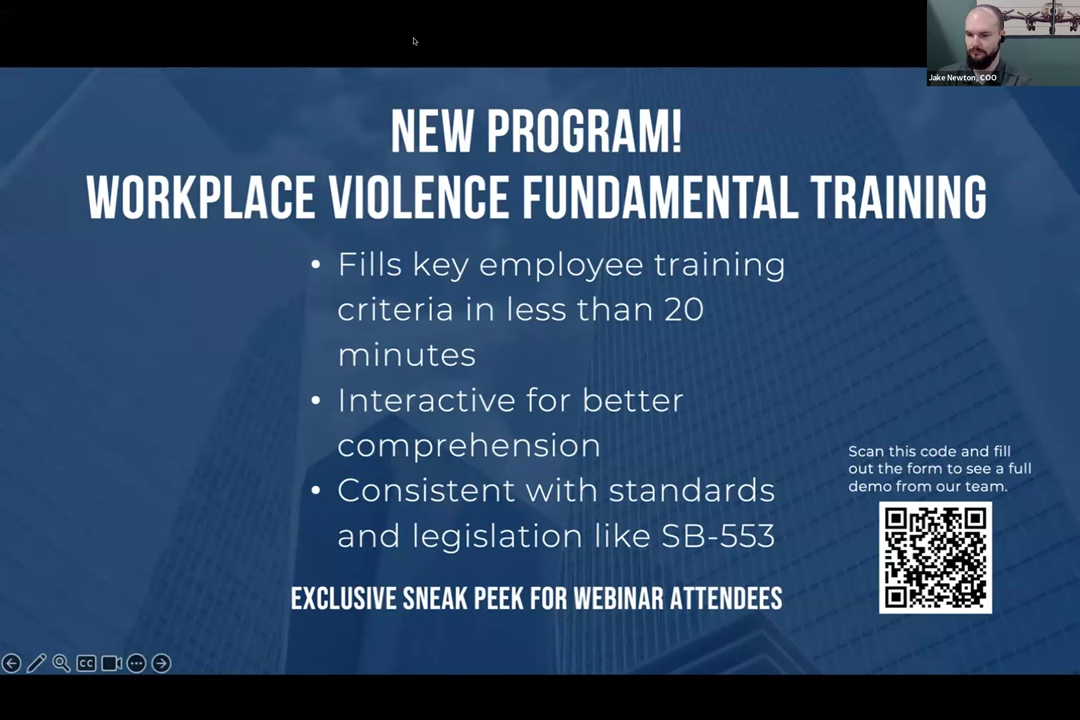 Jake Newton, COO
NEW PROGRAM!
WORKPLACE VIOLENCE FUNDAMENTAL TRAINING
• Fills key employee training
criteria in less than 20
minutes
• Interactive for better
comprehension
• Consistent with standards
and legislation like SB-553
Scan this code and fill
out the form to see a full
demo from our team.
EXCLUSIVE SNEAK PEEK FOR WEBINAR ATTENDEES
CC